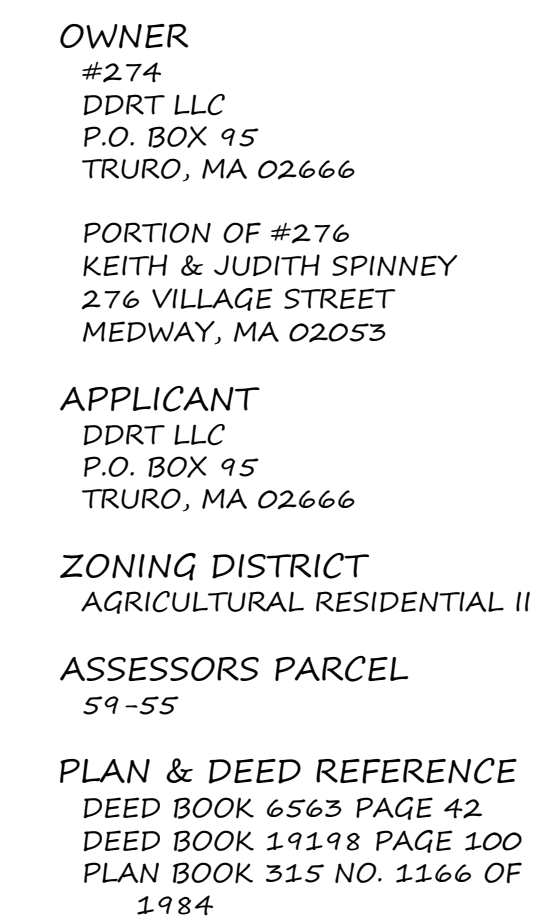 OWNER
#274
DDRT LLC
P.O. BOX 95
TRURO, MA 02666
PORTION OF #276
KEITH & JUDITH SPINNEY
276 VILLAGE STREET
MEDWAY, MA 02053
APPLICANT
DDRT LLC
P.O. BOX 95
TRURO, MA 02666
ZONING DISTRICT
AGRICULTURAL RESIDENTIAL II
ASSESSORS PARCEL
59-55
PLAN & DEED REFERENCE
DEED BOOK 6563 PAGE 42
DEED BOOK 19198 PAGE 100
PLAN BOOK 315 NO. 1166 OF
1984